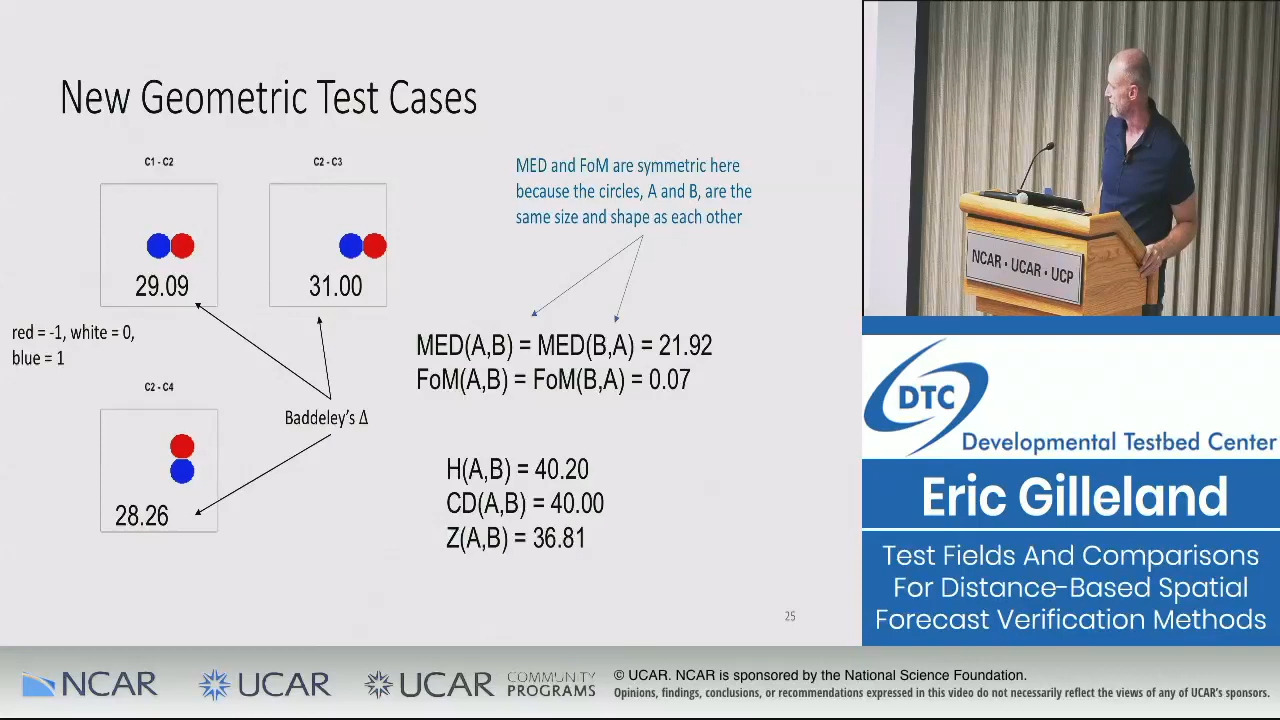 New Geometric Test Cases
C1 - C2
C2 - C3
29.09
31.00
red = -1, white = 0,
blue = 1
C2 - C4
28.26
Baddeley's Δ
MED and FoM are symmetric here
because the circles, A and B, are the
same size and shape as each other
MED(A,B) = MED(B,A) = 21.92
FoM(A,B) = FoM(B,A) = 0.07
H(A,B) = 40.20
CD(A,B) = 40.00
Z(A,B) = 36.81
25
NCAR • UCAR • UCP
DTC
Developmental Testbed Center
Eric Gilleland
Test Fields And Comparisons
For Distance-Based Spatial
Forecast Verification Methods
NCAR
UCAR
UCAR
COMMUNITY
PROGRAMS
© UCAR. NCAR is sponsored by the National Science Foundation.
Opinions, findings, conclusions, or recommendations expressed in this video do not necessarily reflect the views of any of UCAR's sponsors.